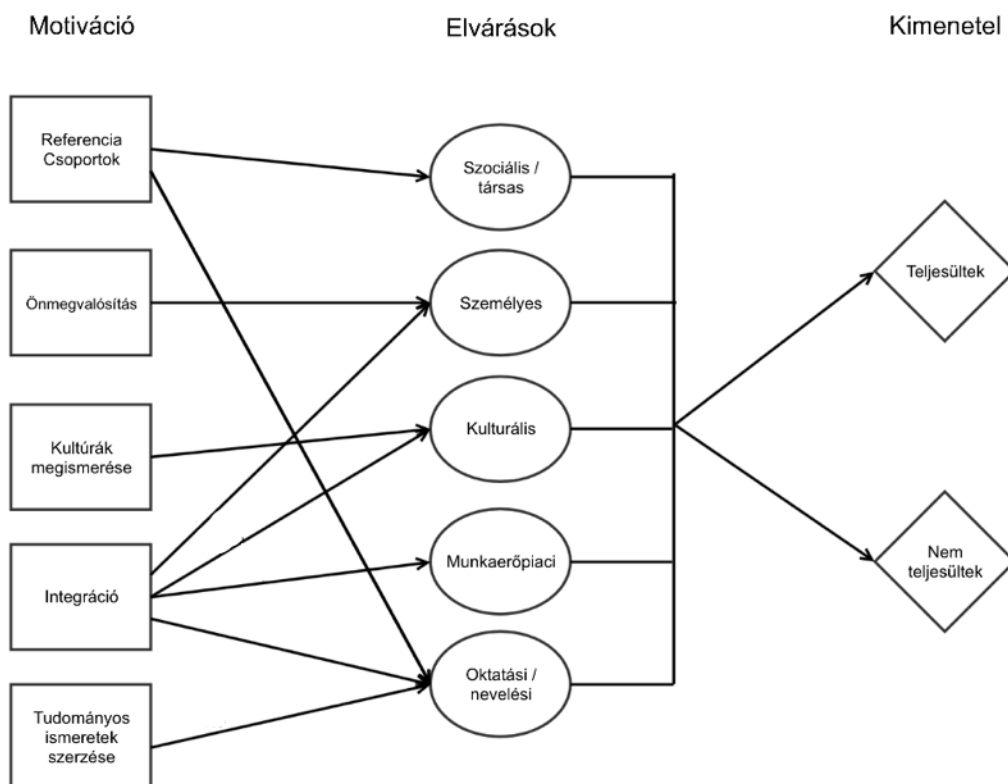 Motiváció
Elvárások
Kimenetel
Referencia
Csoportok
Önmegvalósítás
Kultúrák
megismerése
Integráció
Tudományos
ismeretek
szerzése
Szociális /
társas
Személyes
Kulturális
Munkaerőpiaci
Oktatási /
nevelési
Teljesültek
Nem
teljesültek